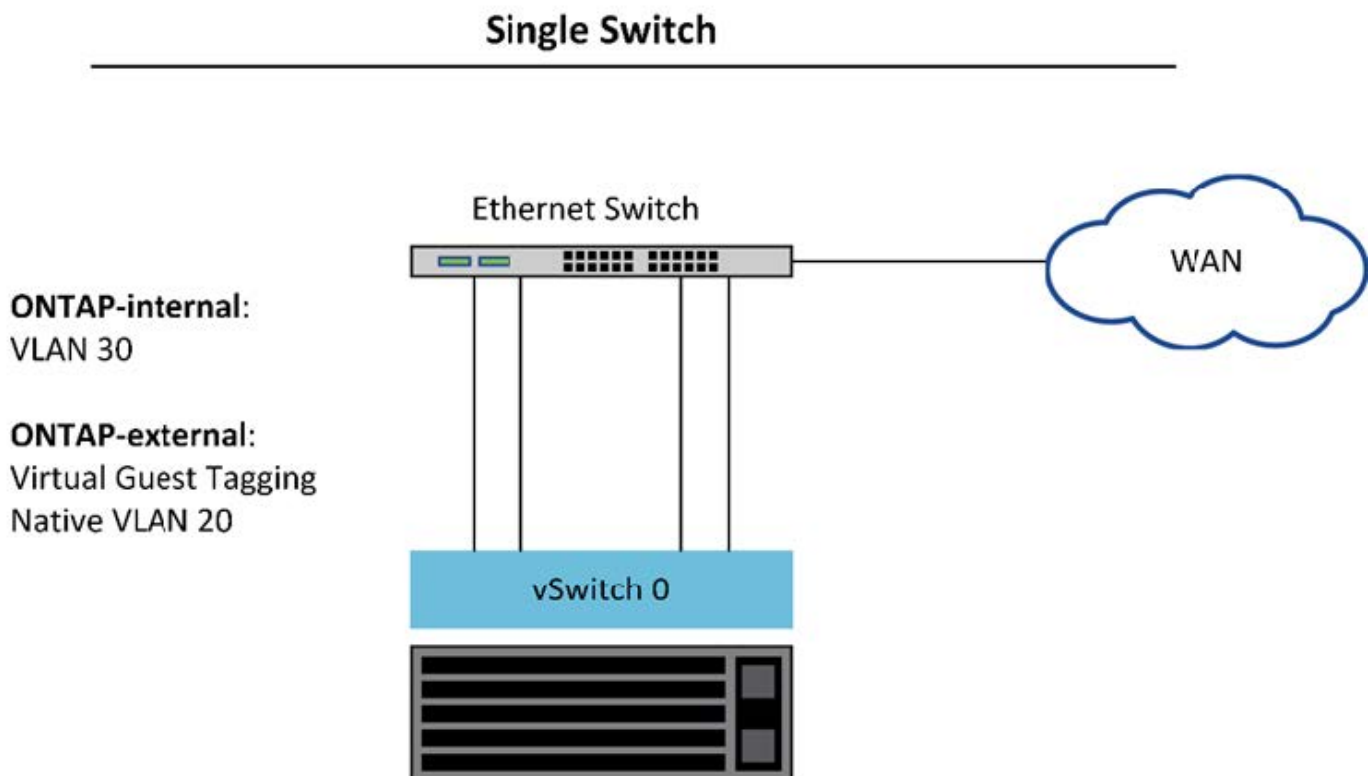 Single Switch
Ethernet Switch
WAN
ONTAP-internal:
VLAN 30
ONTAP-external:
Virtual Guest Tagging
Native VLAN 20
vSwitch 0